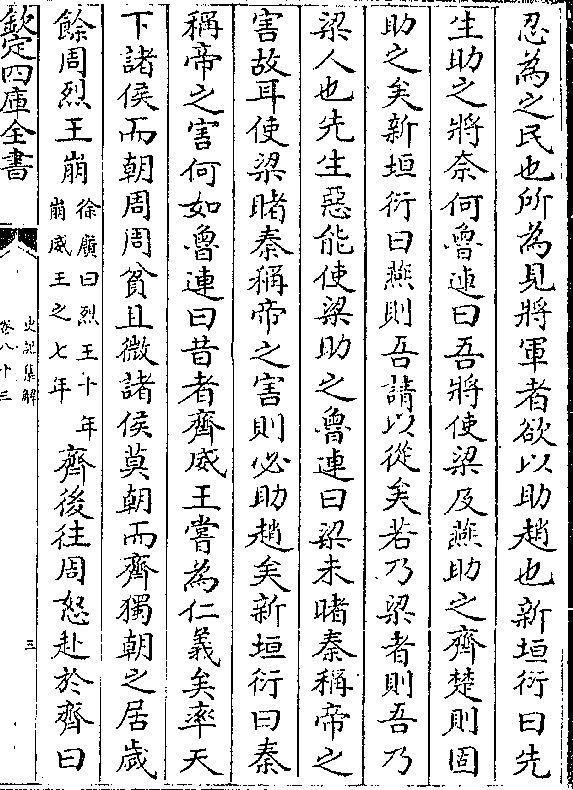 忍為之民也所為見將軍者欲以助趙也新垣衍曰先
生助之將奈何魯連曰吾將使梁及燕助之齊楚則固
助之矣新垣衍曰燕則吾請以從矣若乃梁者則吾乃
梁人也先生惡能使梁助之魯連曰梁未睹秦稱帝之
害故耳使梁睹秦稱帝之害則必助趙矣新垣衍曰秦
稱帝之害何如魯連曰昔者齊威王嘗為仁義矣率天
下諸侯而朝周周貧且微諸侯莫朝而齊獨朝之居歲
餘周烈王崩徐廣曰烈王十年崩威王之七年齊後往周怒赴於齊曰
欽定四庫全書
史記集解
卷八十三
三